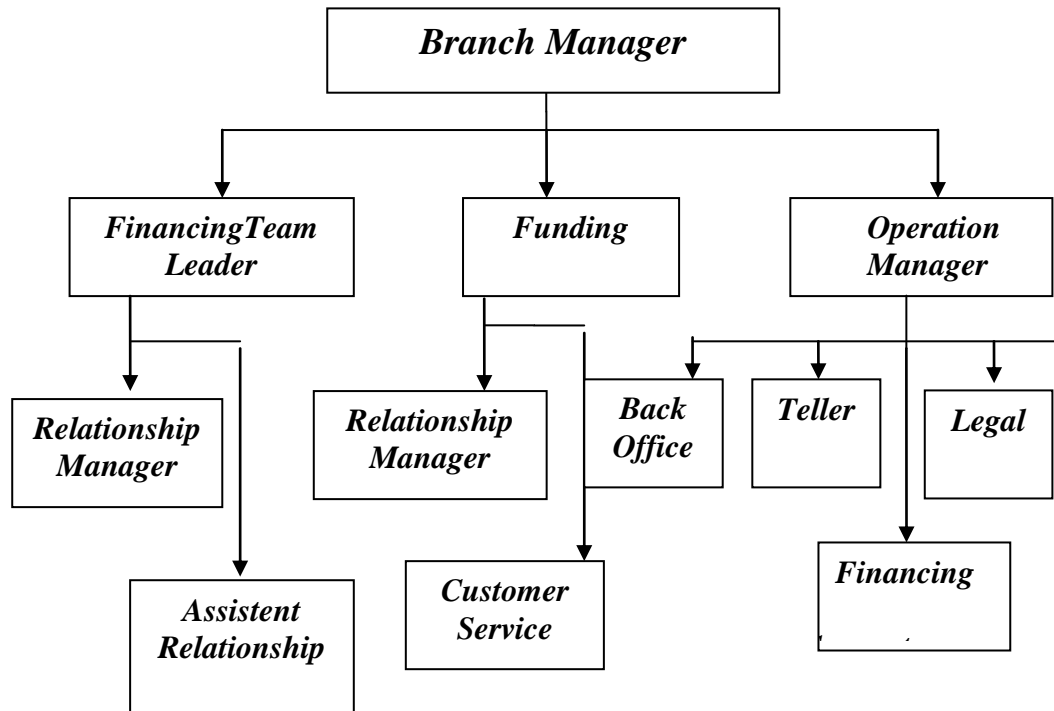 Branch Manager
FinancingTeam
Leader
Funding
Operation
Manager
Relationship
Manager
Relationship
Manager
Back
Office
Teller
Legal
Assistent
Relationship
Customer
Service
Financing